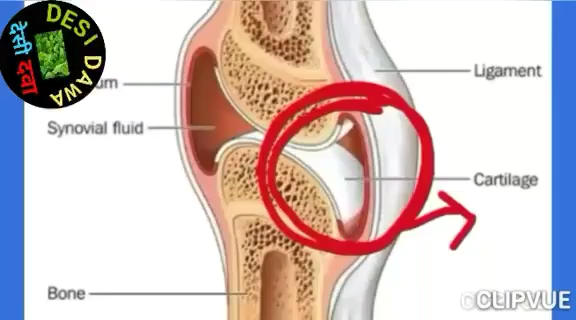 DESI DAWA
देसी दवा
um
Ligament
Synovial fluid
Cartilage
Bone
CLIPVUE